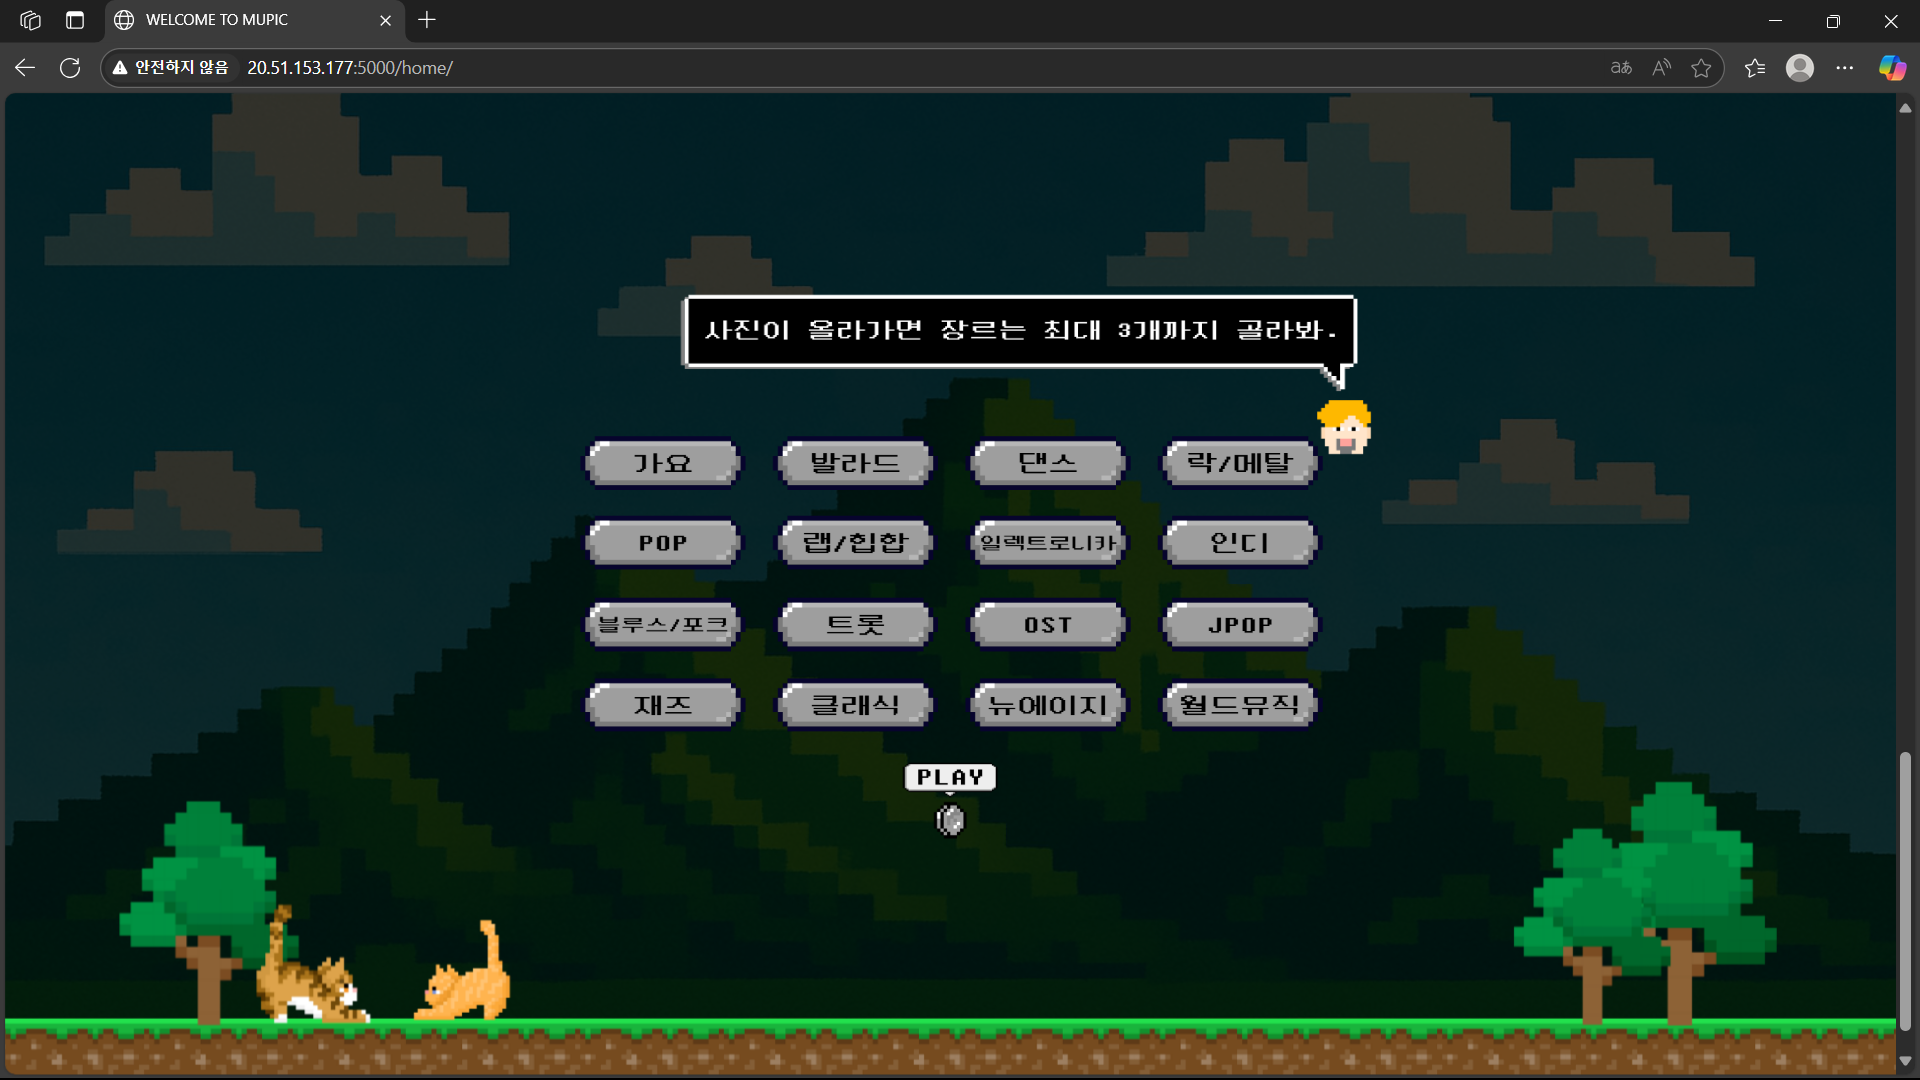 WELCOME TO MUPIC
안전하지 않음 20.51.153.177:5000/home/
사진이 올라가면 장르는 최대 3개까지 골라봐.
가요 발라드 댄스 락/메탈
POP 랩/힙합 일렉트로니카 인디
블루스/포크 트롯 OST JPOP
재즈 클래식 뉴에이지 월드뮤직
PLAY